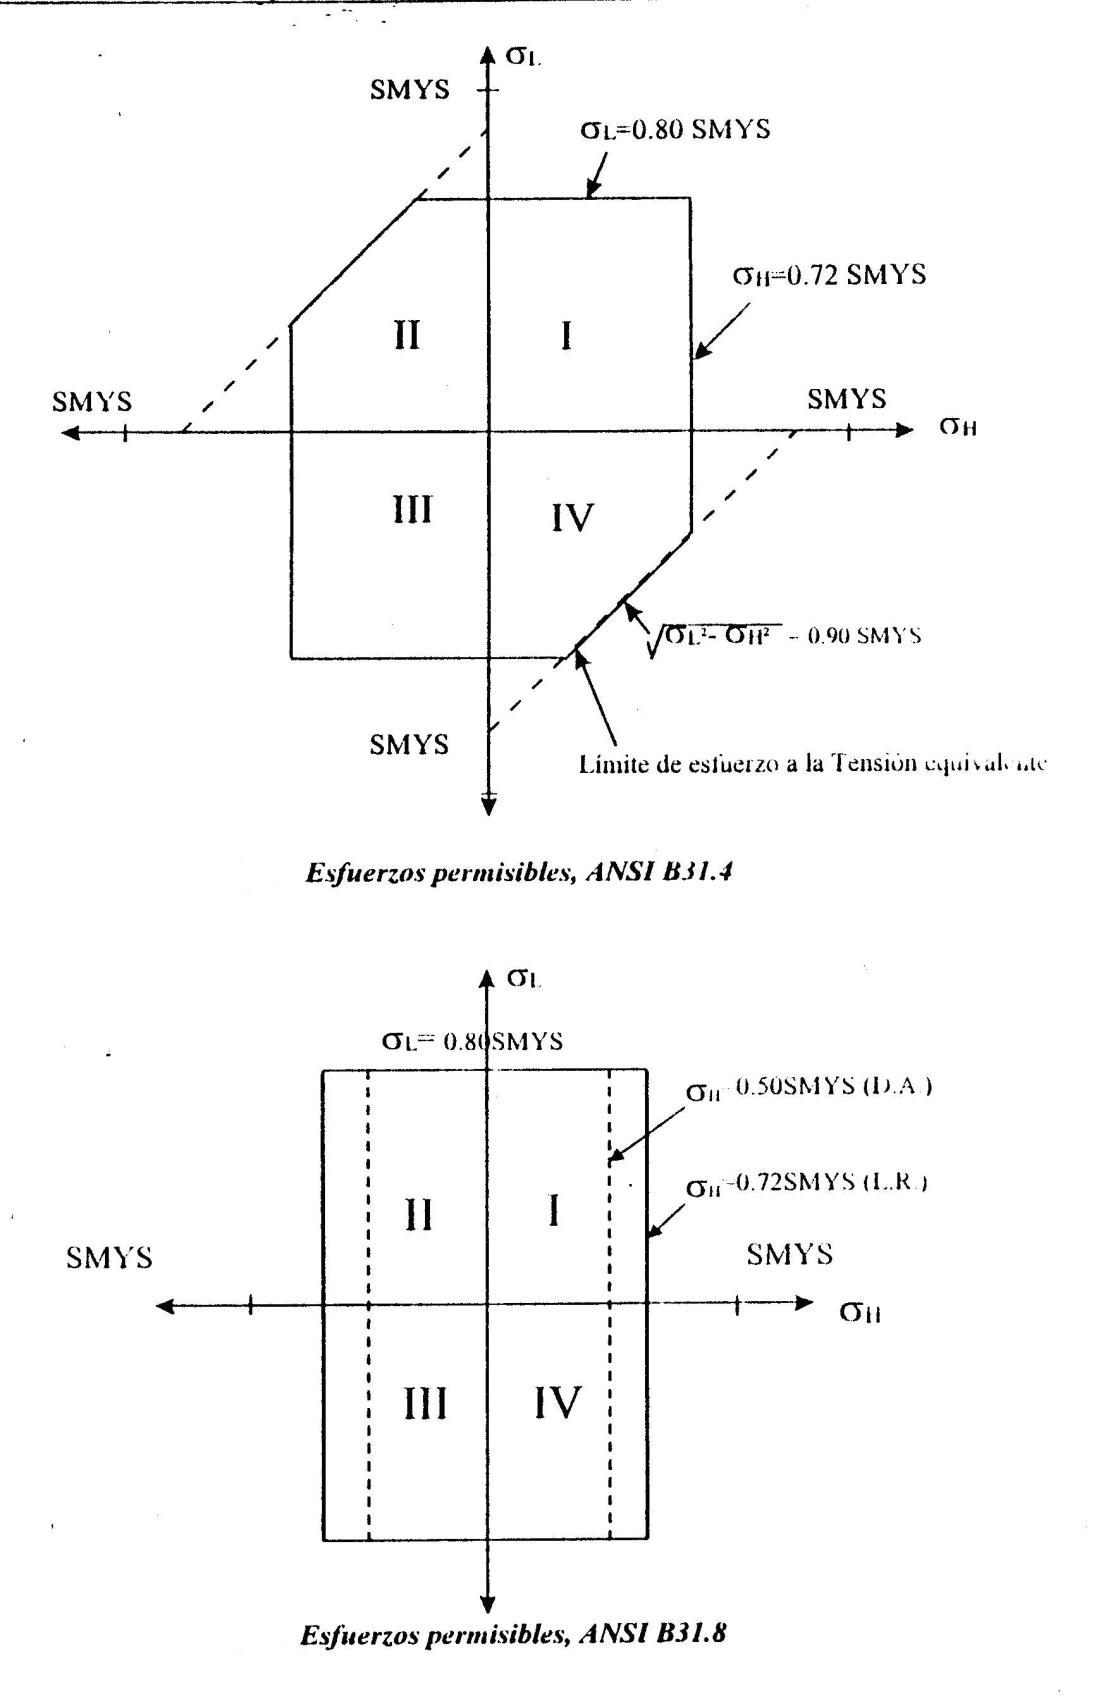 σL
SMYS
σL=0.80 SMYS
σH=0.72 SMYS
II
I
SMYS
SMYS
σH
III
IV
√σL²- σH² - 0.90 SMYS
SMYS
Límite de esfuerzo a la Tensión equivalente
Esfuerzos permisibles, ANSI B31.4
σL
σL= 0.80SMYS
σH 0.50SMYS (D.A.)
σH -0.72SMYS (L.R.)
II
I
SMYS
SMYS
σH
III
IV
Esfuerzos permisibles, ANSI B31.8